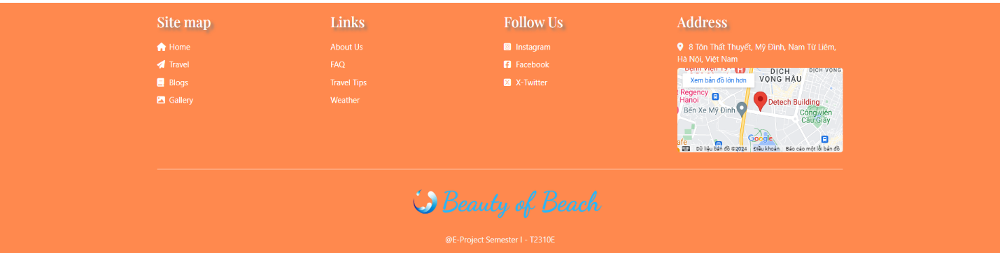 Site map
Home
Travel
Blogs
Gallery
Links
About Us
FAQ
Travel Tips
Weather
Follow Us
Instagram
Facebook
X-Twitter
Address
8 Tôn Thất Thuyết, Mỹ Đình, Nam Từ Liêm,
Hà Nội, Việt Nam
Bệnh viện 19
DỊCH VỌNG
DỊCH
VỌNG HẬU
Xem bản đồ lớn hơn
t Regency
Hanoi
Bến Xe Mỹ Đình
Detech Building
Công viên
Cầu Giấy
afe
Google
Dữ liệu bản đồ ©2024
Điều khoản
Báo cáo một lỗi bản đồ
Beauty of Beach
@E-Project Semester I - T2310E